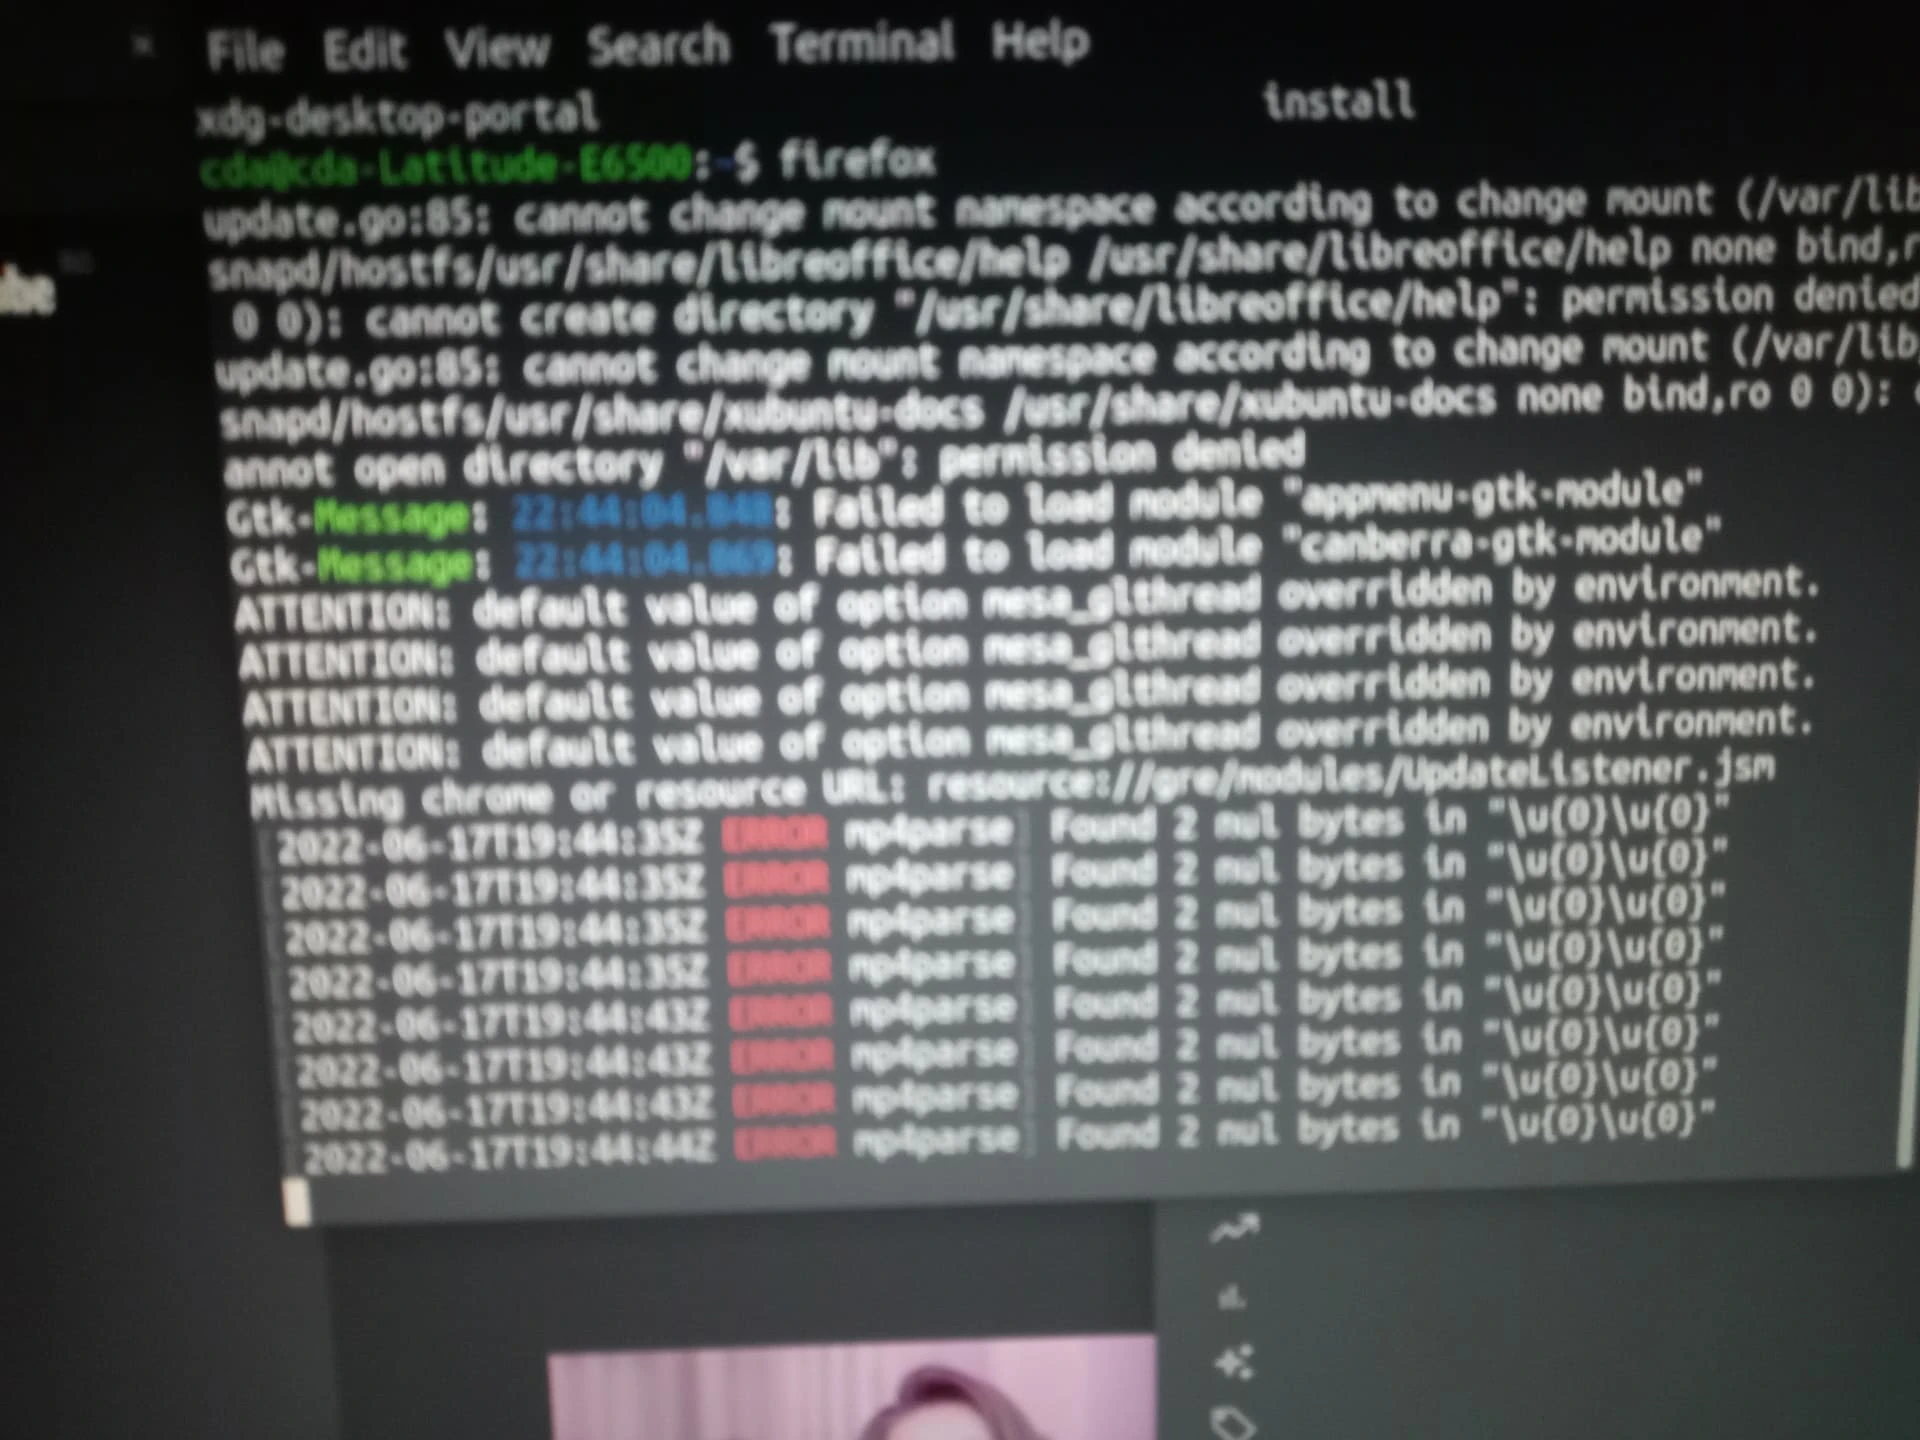 File Edit View Search Terminal Help
xdg-desktop-portal install
cda@cda-Latitude-E6500:~$ firefox
update.go:85: cannot change mount namespace according to change mount (/var/lib
snapd/hostfs/usr/share/libreoffice/help /usr/share/libreoffice/help none bind,r
0 0): cannot create directory "/usr/share/libreoffice/help": permission denied
update.go:85: cannot change mount namespace according to change mount (/var/lib
snapd/hostfs/usr/share/xubuntu-docs /usr/share/xubuntu-docs none bind,ro 0 0): c
annot open directory "/var/lib": permission denied
Gtk-Message: 22:44:04.848: Failed to load module "appmenu-gtk-module"
Gtk-Message: 22:44:04.869: Failed to load module "canberra-gtk-module"
ATTENTION: default value of option mesa_glthread overridden by environment.
ATTENTION: default value of option mesa_glthread overridden by environment.
ATTENTION: default value of option mesa_glthread overridden by environment.
ATTENTION: default value of option mesa_glthread overridden by environment.
Missing chrome or resource URL: resource://gre/modules/UpdateListener.jsm
2022-06-17T19:44:35Z ERROR mp4parse Found 2 nul bytes in "\u{0}\u{0}"
2022-06-17T19:44:35Z ERROR mp4parse Found 2 nul bytes in "\u{0}\u{0}"
2022-06-17T19:44:35Z ERROR mp4parse Found 2 nul bytes in "\u{0}\u{0}"
2022-06-17T19:44:35Z ERROR mp4parse Found 2 nul bytes in "\u{0}\u{0}"
2022-06-17T19:44:43Z ERROR mp4parse Found 2 nul bytes in "\u{0}\u{0}"
2022-06-17T19:44:43Z ERROR mp4parse Found 2 nul bytes in "\u{0}\u{0}"
2022-06-17T19:44:43Z ERROR mp4parse Found 2 nul bytes in "\u{0}\u{0}"
2022-06-17T19:44:44Z ERROR mp4parse Found 2 nul bytes in "\u{0}\u{0}"